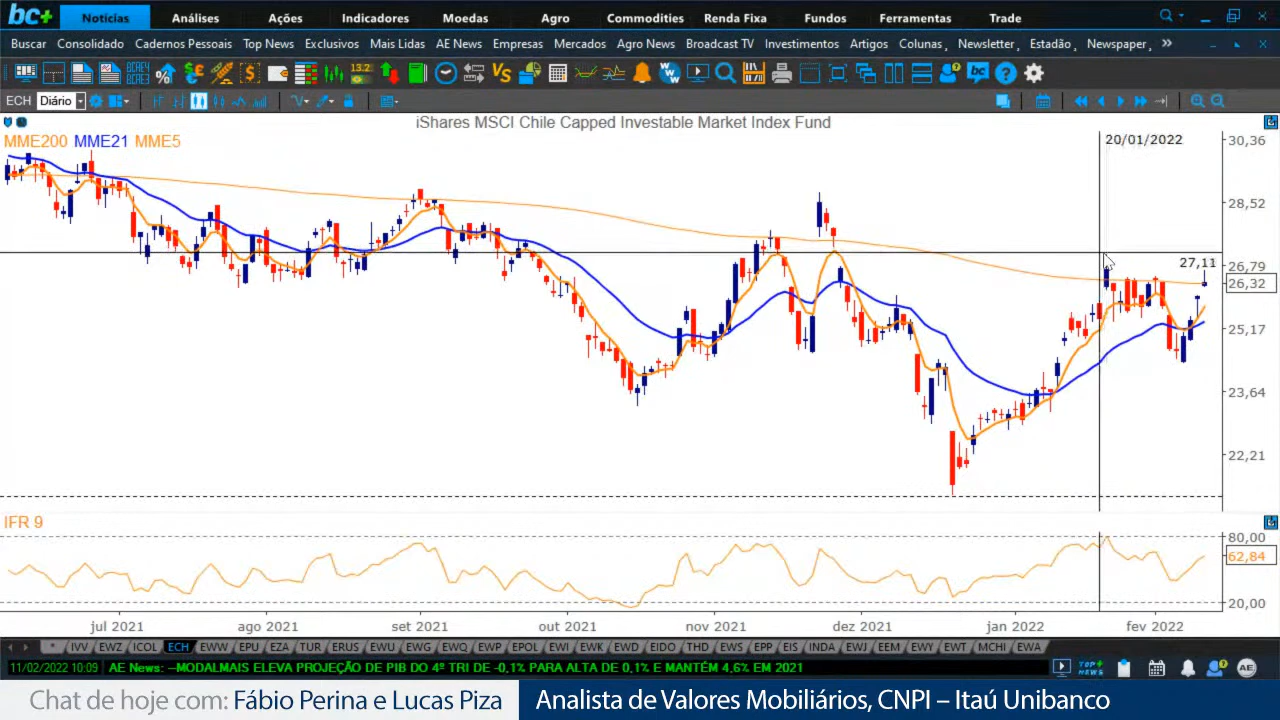 bc+ Notícias Análises Ações Indicadores Moedas Agro Commodities Renda Fixa Fundos Ferramentas Trade
Buscar Consolidado Cadernos Pessoais Top News Exclusivos Mais Lidas AE News Empresas Mercados Agro News Broadcast TV Investimentos Artigos Colunas Newsletter Estadão Newspaper »
13.2
ECH Diário
iShares MSCI Chile Capped Investable Market Index Fund
MME200 MME21 MME5
20/01/2022
30,36
28,52
27,11
26,79
26,32
25,17
23,64
22,21
IFR 9
80,00
62,84
20,00
jul 2021 ago 2021 set 2021 out 2021 nov 2021 dez 2021 jan 2022 fev 2022
* IVV EWZ ICOL ECH EWW EPU EZA TUR ERUS EWU EWG EWQ EWP EPOL EWI EWK EWD EIDO THD EWS EPP EIS INDA EWJ EEM EWY EWT MCHI EWA
11/02/2022 10:09 AE News: --MODALMAIS ELEVA PROJEÇÃO DE PIB DO 4º TRI DE -0,1% PARA ALTA DE 0,1% E MANTÉM 4,6% EM 2021
TOP+ NEWS AE
Chat de hoje com: Fábio Perina e Lucas Piza Analista de Valores Mobiliários, CNPI – Itaú Unibanco